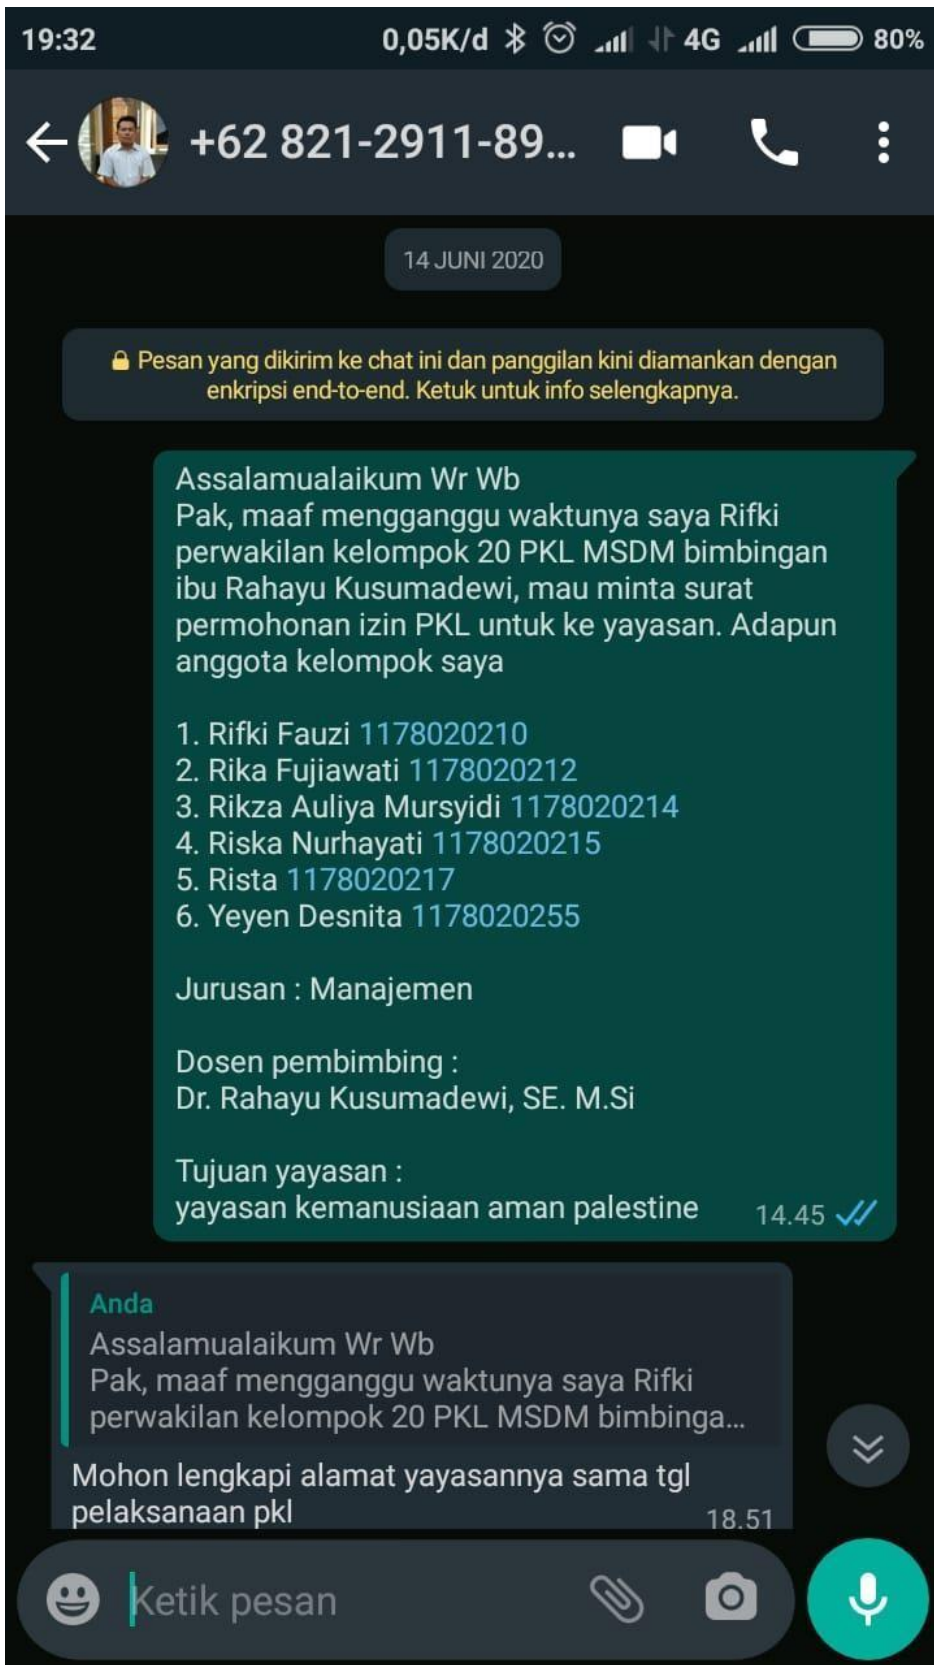 19:32 0,05K/d 4G 80%
+62 821-2911-89...
14 JUNI 2020
Pesan yang dikirim ke chat ini dan panggilan kini diamankan dengan
enkripsi end-to-end. Ketuk untuk info selengkapnya.
Assalamualaikum Wr Wb
Pak, maaf mengganggu waktunya saya Rifki
perwakilan kelompok 20 PKL MSDM bimbingan
ibu Rahayu Kusumadewi, mau minta surat
permohonan izin PKL untuk ke yayasan. Adapun
anggota kelompok saya
1. Rifki Fauzi 1178020210
2. Rika Fujiawati 1178020212
3. Rikza Auliya Mursyidi 1178020214
4. Riska Nurhayati 1178020215
5. Rista 1178020217
6. Yeyen Desnita 1178020255
Jurusan : Manajemen
Dosen pembimbing :
Dr. Rahayu Kusumadewi, SE. M.Si
Tujuan yayasan :
yayasan kemanusiaan aman palestine 14.45
Anda
Assalamualaikum Wr Wb
Pak, maaf mengganggu waktunya saya Rifki
perwakilan kelompok 20 PKL MSDM bimbinga...
Mohon lengkapi alamat yayasannya sama tgl
pelaksanaan pkl 18.51
Ketik pesan